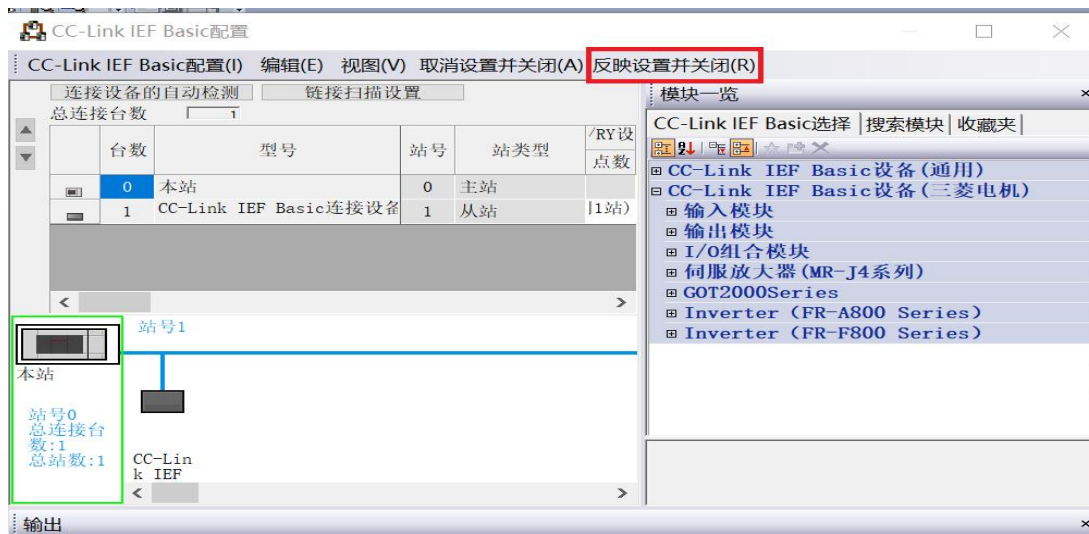 CC-Link IEF Basic配置
CC-Link IEF Basic配置(I) 编辑(E) 视图(V) 取消设置并关闭(A) 反映设置并关闭(R)
连接设备的自动检测 链接扫描设置
总连接台数 1
台数 型号 站号 站类型 /RY设
点数
0 本站 0 主站
1 CC-Link IEF Basic连接设备 1 从站 1站)
站号1
本站
站号0
总连接台
数:1
总站数:1
CC-Lin
k IEF
模块一览
CC-Link IEF Basic选择 搜索模块 收藏夹
CC-Link IEF Basic设备(通用)
CC-Link IEF Basic设备(三菱电机)
输入模块
输出模块
I/O组合模块
伺服放大器(MR-J4系列)
GOT2000Series
Inverter (FR-A800 Series)
Inverter (FR-F800 Series)
输出